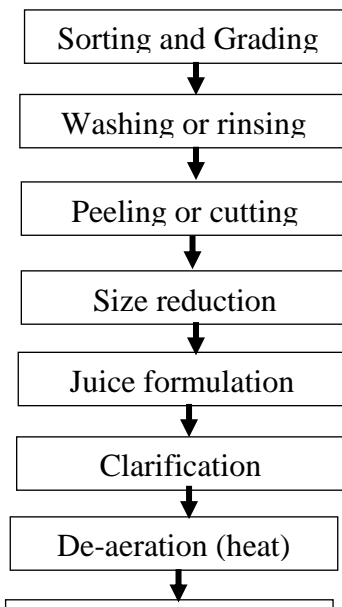 Sorting and Grading
Washing or rinsing
Peeling or cutting
Size reduction
Juice formulation
Clarification
De-aeration (heat)